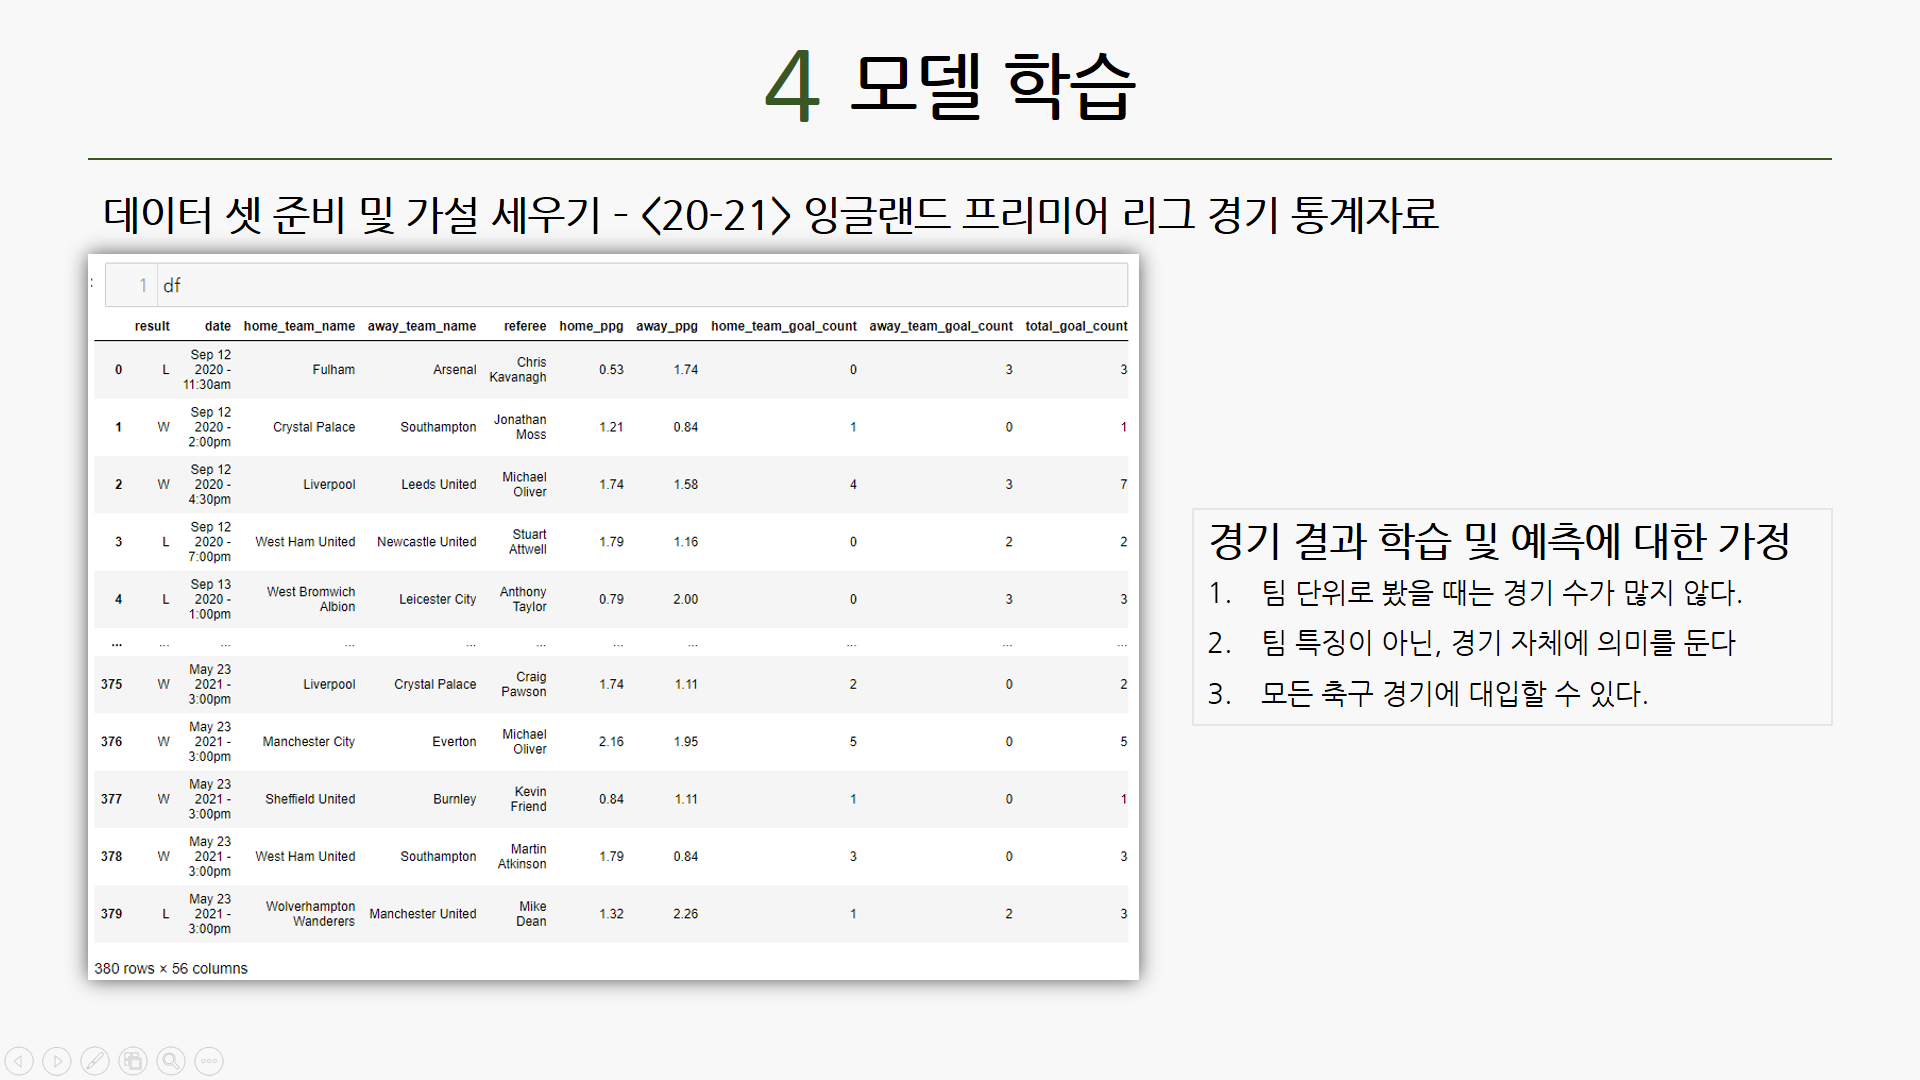 4 모델 학습
데이터 셋 준비 및 가설 세우기 - <20-21> 잉글랜드 프리미어 리그 경기 통계자료
: 1 df
result date home_team_name away_team_name referee home_ppg away_ppg home_team_goal_count away_team_goal_count total_goal_count
0 L Sep 12 2020 - 11:30am Fulham Arsenal Chris Kavanagh 0.53 1.74 0 3 3
1 W Sep 12 2020 - 2:00pm Crystal Palace Southampton Jonathan Moss 1.21 0.84 1 0 1
2 W Sep 12 2020 - 4:30pm Liverpool Leeds United Michael Oliver 1.74 1.58 4 3 7
3 L Sep 12 2020 - 7:00pm West Ham United Newcastle United Stuart Attwell 1.79 1.16 0 2 2
4 L Sep 13 2020 - 1:00pm West Bromwich Albion Leicester City Anthony Taylor 0.79 2.00 0 3 3
... ... ... ... ... ... ... ... ... ... ...
375 W May 23 2021 - 3:00pm Liverpool Crystal Palace Craig Pawson 1.74 1.11 2 0 2
376 W May 23 2021 - 3:00pm Manchester City Everton Michael Oliver 2.16 1.95 5 0 5
377 W May 23 2021 - 3:00pm Sheffield United Burnley Kevin Friend 0.84 1.11 1 0 1
378 W May 23 2021 - 3:00pm West Ham United Southampton Martin Atkinson 1.79 0.84 3 0 3
379 L May 23 2021 - 3:00pm Wolverhampton Wanderers Manchester United Mike Dean 1.32 2.26 1 2 3
380 rows × 56 columns
경기 결과 학습 및 예측에 대한 가정
1. 팀 단위로 봤을 때는 경기 수가 많지 않다.
2. 팀 특징이 아닌, 경기 자체에 의미를 둔다
3. 모든 축구 경기에 대입할 수 있다.